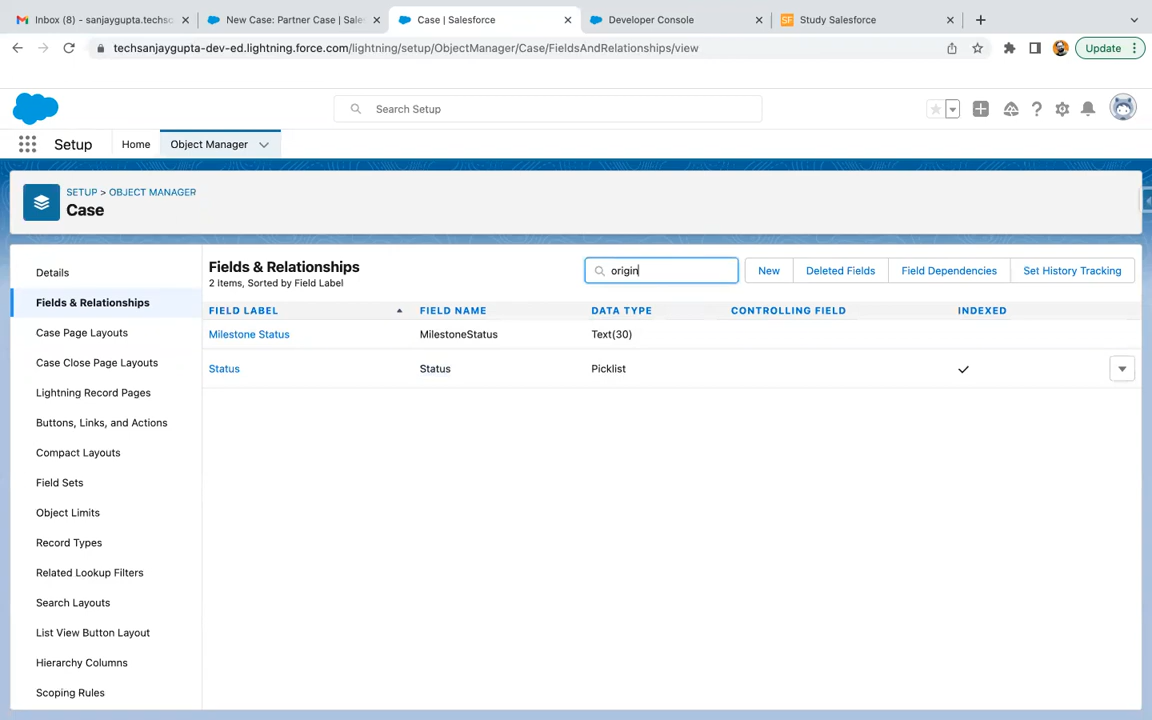 Inbox (8) - sanjaygupta.techsc
New Case: Partner Case | Sales
Case | Salesforce
Developer Console
SF Study Salesforce
techsanjaygupta-dev-ed.lightning.force.com/lightning/setup/ObjectManager/Case/FieldsAndRelationships/view
Update
Search Setup
Setup
Home
Object Manager
SETUP > OBJECT MANAGER
Case
Details
Fields & Relationships
Case Page Layouts
Case Close Page Layouts
Lightning Record Pages
Buttons, Links, and Actions
Compact Layouts
Field Sets
Object Limits
Record Types
Related Lookup Filters
Search Layouts
List View Button Layout
Hierarchy Columns
Scoping Rules
Fields & Relationships
2 Items, Sorted by Field Label
origin
New
Deleted Fields
Field Dependencies
Set History Tracking
FIELD LABEL FIELD NAME DATA TYPE CONTROLLING FIELD INDEXED
Milestone Status MilestoneStatus Text(30)
Status Status Picklist